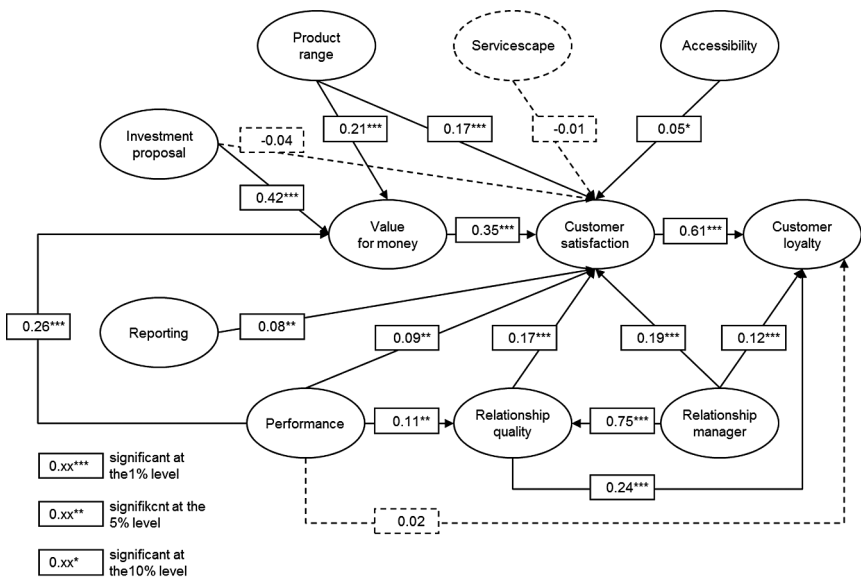 Product
range
Servicescape
Accessibility
0.21***
0.17***
-0.01
0.05*
Investment
proposal
-0.04
0.42***
Value
for money
0.35***
Customer
satisfaction
0.61***
Customer
loyalty
0.26***
Reporting
0.08**
0.09**
0.17***
0.19***
0.12***
Performance
0.11**
Relationship
quality
0.75***
Relationship
manager
0.24***
0.02
0.xx***
significant at
the1% level
0.xx**
signifikcnt at the
5% level
0.xx*
significant at
the10% level